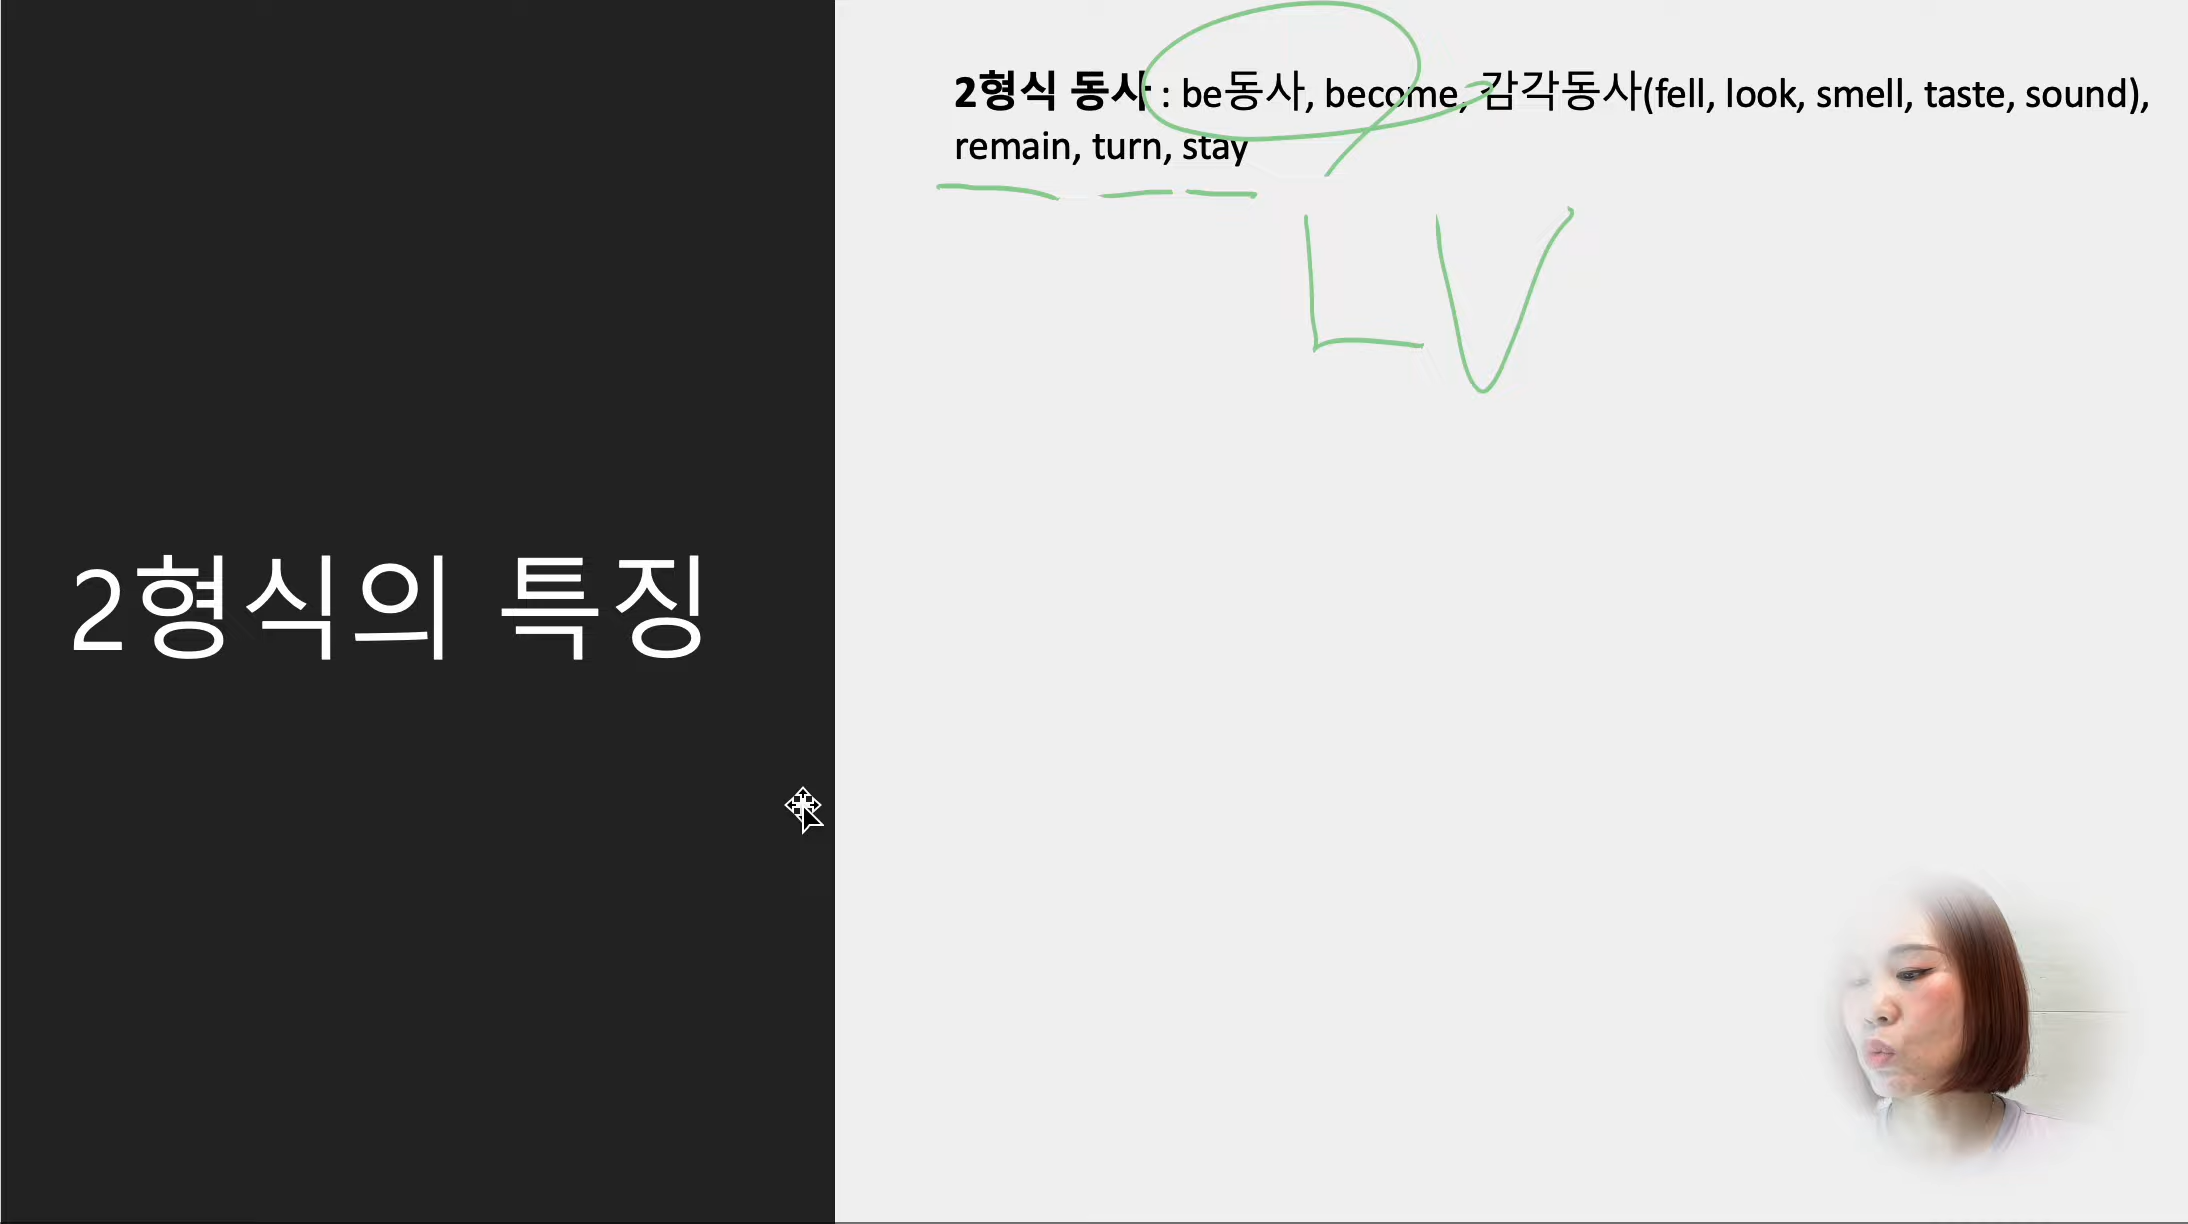 2형식의 특징
2형식 동사 : be동사, become, 감각동사(fell, look, smell, taste, sound),
remain, turn, stay
LV